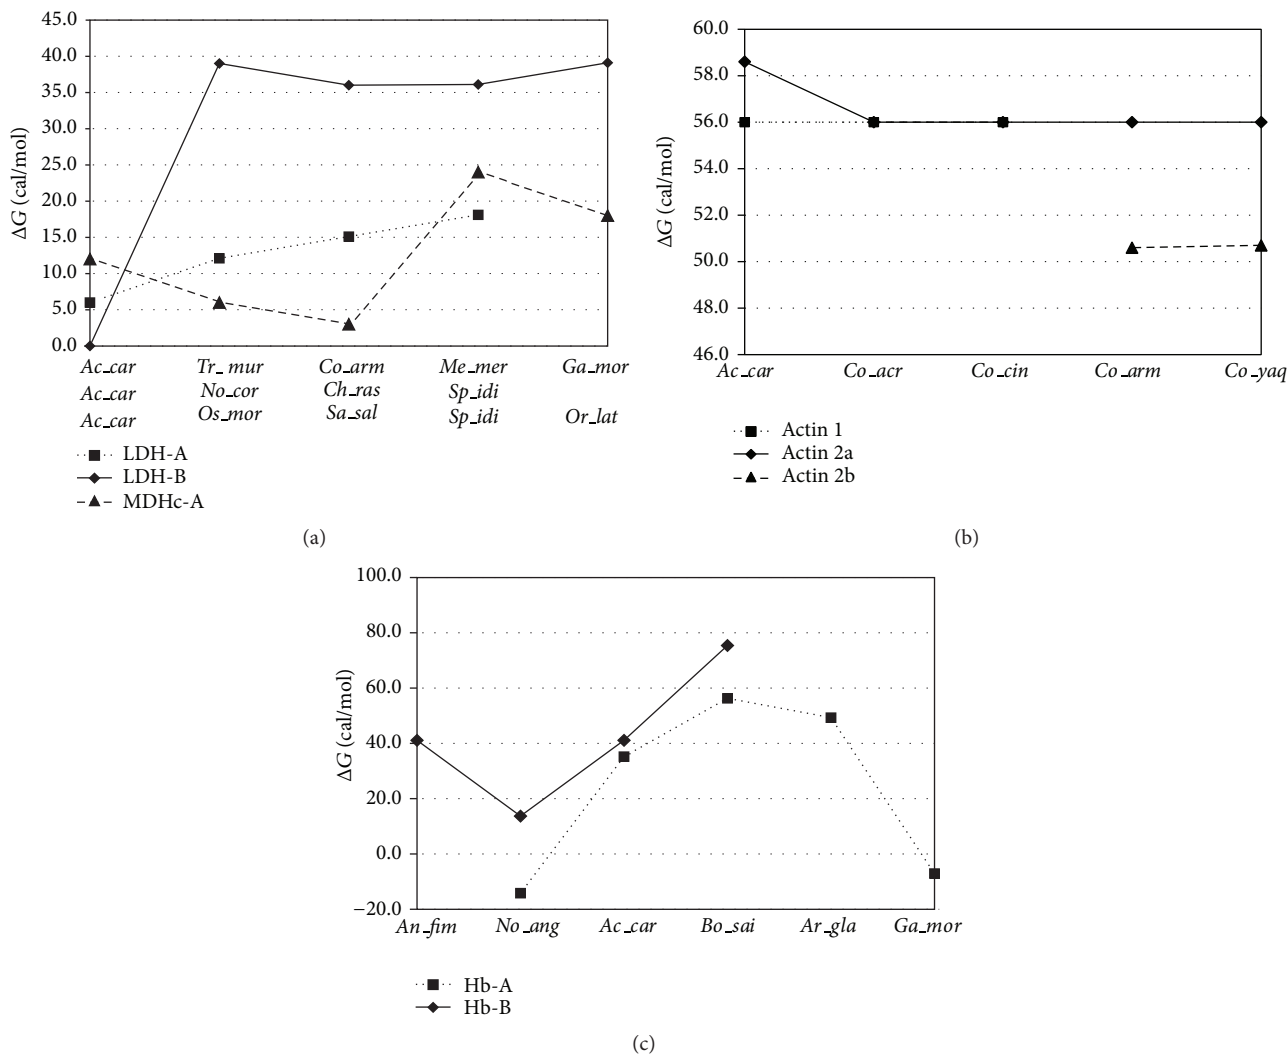 45.0
40.0
35.0
30.0
25.0
20.0
15.0
10.0
5.0
0.0
ΔG (cal/mol)
Ac_car Tr_mur Co_arm Me_mer Ga_mor
Ac_car No_cor Ch_ras Sp_idi
Ac_car Os_mor Sa_sal Sp_idi Or_lat
LDH-A
LDH-B
MDHc-A
(a)
60.0
58.0
56.0
54.0
52.0
50.0
48.0
46.0
ΔG (cal/mol)
Ac_car Co_acr Co_cin Co_arm Co_yaq
Actin 1
Actin 2a
Actin 2b
(b)
100.0
80.0
60.0
40.0
20.0
0.0
−20.0
ΔG (cal/mol)
An_fim No_ang Ac_car Bo_sai Ar_gla Ga_mor
Hb-A
Hb-B
(c)